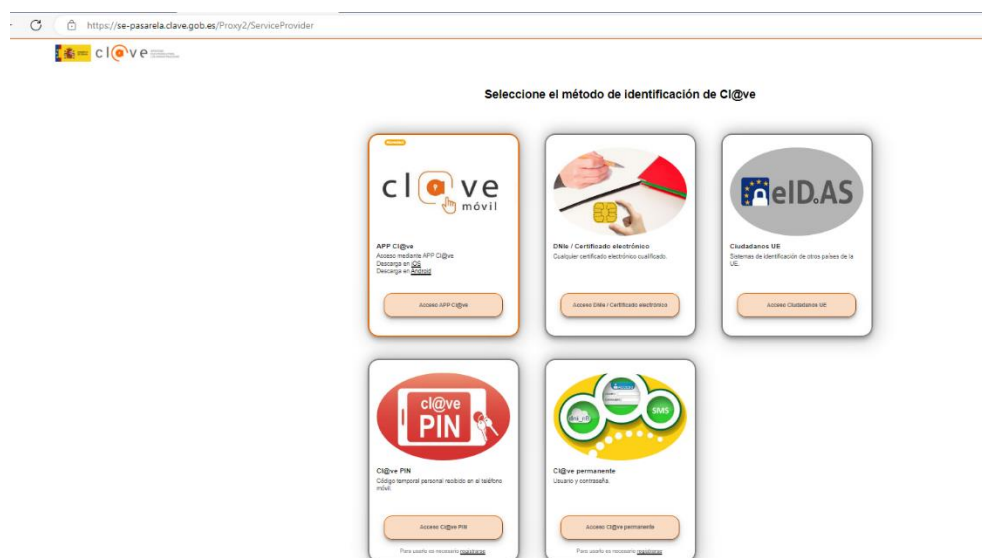 https://se-pasarela.clave.gob.es/Proxy2/ServiceProvider
cl@ve
Seleccione el método de identificación de Cl@ve
cl@ve
móvil
APP Cl@ve
Acceso mediante APP Cl@ve
Descarga en iOS
Descarga en Android
Acceso APP Cl@ve
DNIe / Certificado electrónico
Cualquier certificado electrónico cualificado.
Acceso DNIe / Certificado electrónico
eID.AS
Ciudadanos UE
Sistemas de identificación de otros países de la
UE.
Acceso Ciudadanos UE
cl@ve
PIN
Cl@ve PIN
Código temporal personal recibido en el teléfono
móvil.
Acceso Cl@ve PIN
Para usarlo es necesario registrarse
SMS
Cl@ve permanente
Usuario y contraseña.
Acceso Cl@ve permanente
Para usarlo es necesario registrarse